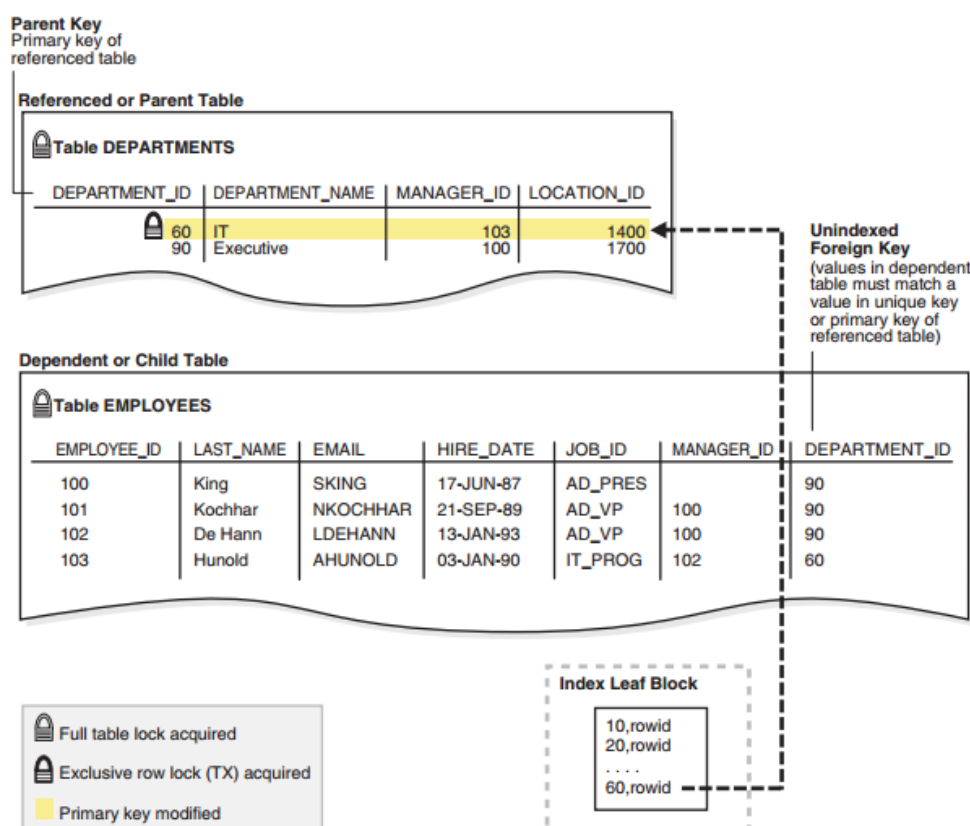 Parent Key
Primary key of
referenced table
Referenced or Parent Table
Table DEPARTMENTS
DEPARTMENT_ID DEPARTMENT_NAME MANAGER_ID LOCATION_ID
60 IT 103 1400
90 Executive 100 1700
Unindexed
Foreign Key
(values in dependent
table must match a
value in unique key
or primary key of
referenced table)
Dependent or Child Table
Table EMPLOYEES
EMPLOYEE_ID LAST_NAME EMAIL HIRE_DATE JOB_ID MANAGER_ID DEPARTMENT_ID
100 King SKING 17-JUN-87 AD_PRES 90
101 Kochhar NKOCHHAR 21-SEP-89 AD_VP 100 90
102 De Hann LDEHANN 13-JAN-93 AD_VP 100 90
103 Hunold AHUNOLD 03-JAN-90 IT_PROG 102 60
Index Leaf Block
10,rowid
20,rowid
. . . .
60,rowid
Full table lock acquired
Exclusive row lock (TX) acquired
Primary key modified